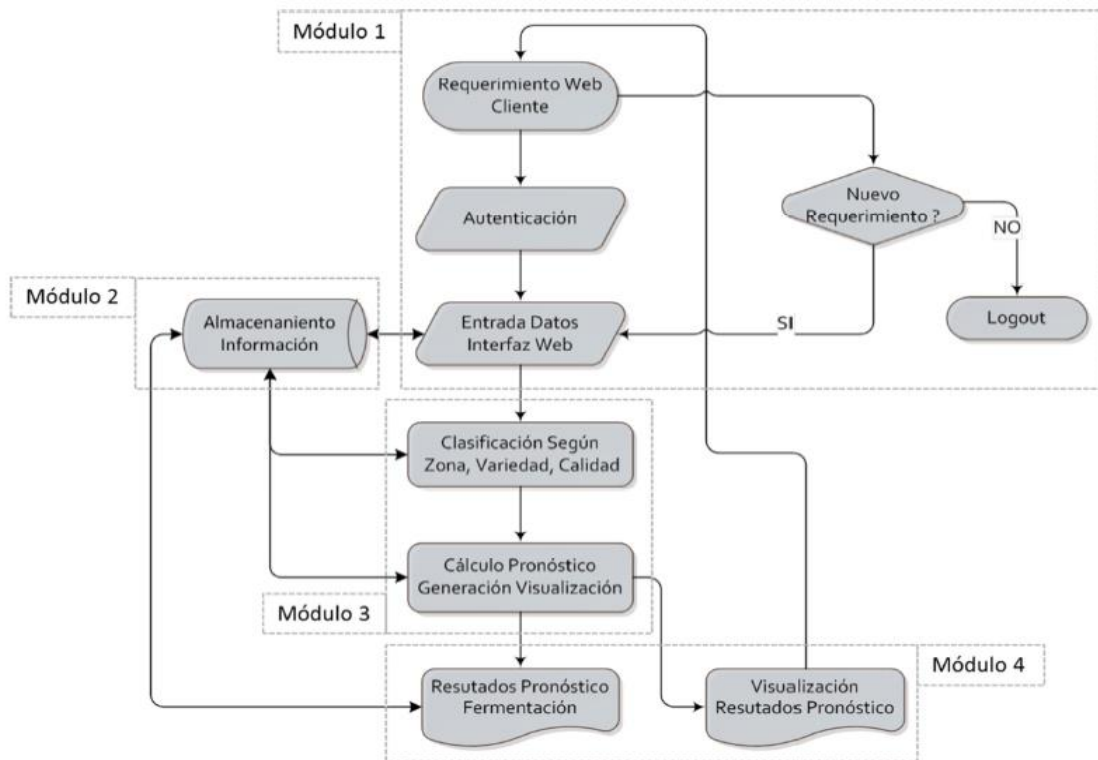 Módulo 1
Requerimiento Web
Cliente
Autenticación
Nuevo
Requerimiento ?
NO
Logout
SI
Módulo 2
Almacenaniento
Información
Entrada Datos
Interfaz Web
Clasificación Según
Zona, Variedad, Calidad
Cálculo Pronóstico
Generación Visualización
Módulo 3
Módulo 4
Resutados Pronóstico
Fermentación
Visualización
Resutados Pronóstico